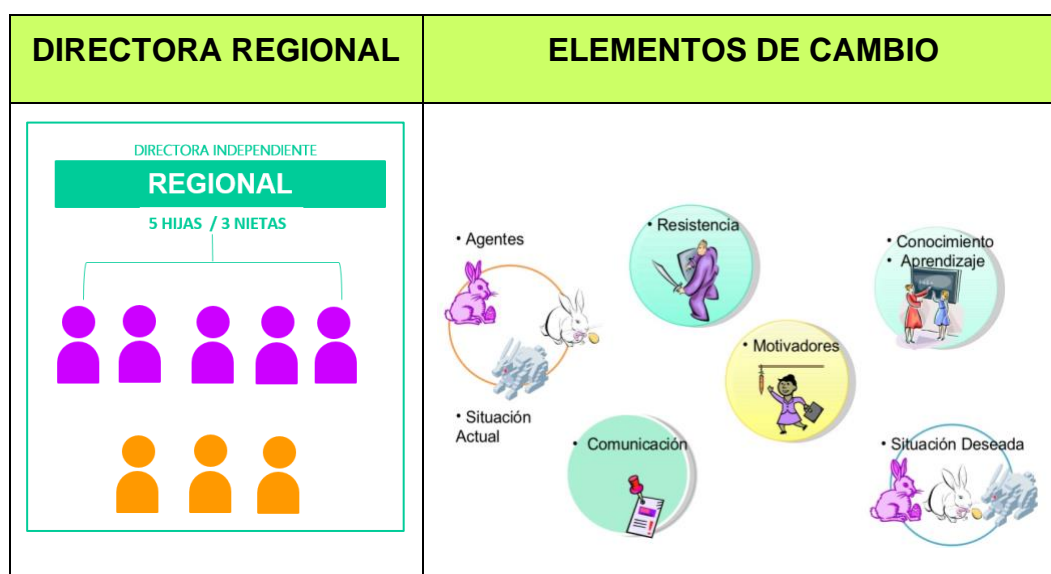 DIRECTORA REGIONAL
ELEMENTOS DE CAMBIO
DIRECTORA INDEPENDIENTE
REGIONAL
5 HIJAS / 3 NIETAS
• Agentes
• Situación
Actual
• Resistencia
• Comunicación
• Motivadores
• Conocimiento
• Aprendizaje
• Situación Deseada